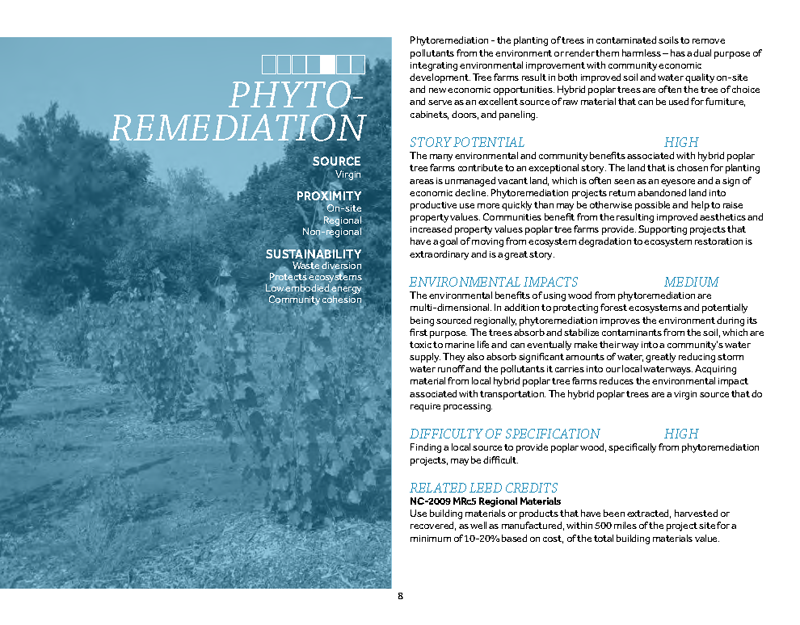 PHYTO-
REMEDIATION
SOURCE
Virgin
PROXIMITY
On-site
Regional
Non-regional
SUSTAINABILITY
Waste diversion
Protects ecosystems
Low embodied energy
Community cohesion
Phytoremediation - the planting of trees in contaminated soils to remove
pollutants from the environment or render them harmless – has a dual purpose of
integrating environmental improvement with community economic
development. Tree farms result in both improved soil and water quality on-site
and new economic opportunities. Hybrid poplar trees are often the tree of choice
and serve as an excellent source of raw material that can be used for furniture,
cabinets, doors, and paneling.
STORY POTENTIAL HIGH
The many environmental and community benefits associated with hybrid poplar
tree farms contribute to an exceptional story. The land that is chosen for planting
areas is unmanaged vacant land, which is often seen as an eyesore and a sign of
economic decline. Phytoremediation projects return abandoned land into
productive use more quickly than may be otherwise possible and help to raise
property values. Communities benefit from the resulting improved aesthetics and
increased property values poplar tree farms provide. Supporting projects that
have a goal of moving from ecosystem degradation to ecosystem restoration is
extraordinary and is a great story.
ENVIRONMENTAL IMPACTS MEDIUM
The environmental benefits of using wood from phytoremediation are
multi-dimensional. In addition to protecting forest ecosystems and potentially
being sourced regionally, phytoremediation improves the environment during its
first purpose. The trees absorb and stabilize contaminants from the soil, which are
toxic to marine life and can eventually make their way into a community's water
supply. They also absorb significant amounts of water, greatly reducing storm
water runoff and the pollutants it carries into our local waterways. Acquiring
material from local hybrid poplar tree farms reduces the environmental impact
associated with transportation. The hybrid poplar trees are a virgin source that do
require processing.
DIFFICULTY OF SPECIFICATION HIGH
Finding a local source to provide poplar wood, specifically from phytoremediation
projects, may be difficult.
RELATED LEED CREDITS
NC-2009 MRc5 Regional Materials
Use building materials or products that have been extracted, harvested or
recovered, as well as manufactured, within 500 miles of the project site for a
minimum of 10-20% based on cost, of the total building materials value.
8